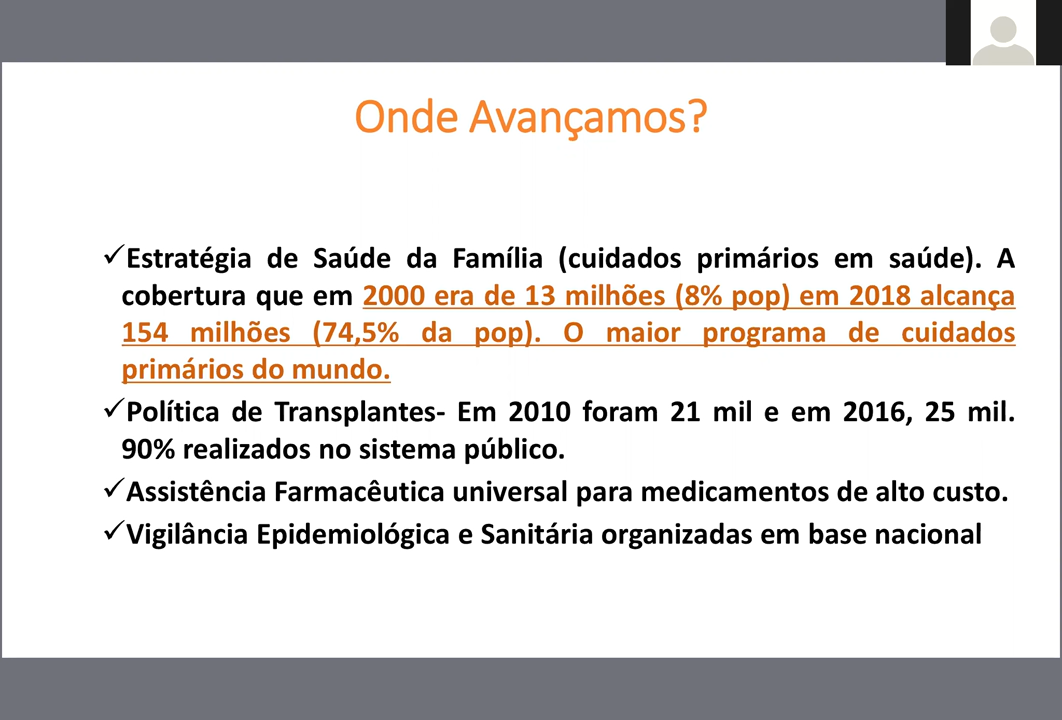 Onde Avançamos?
✓Estratégia de Saúde da Família (cuidados primários em saúde). A
cobertura que em 2000 era de 13 milhões (8% pop) em 2018 alcança
154 milhões (74,5% da pop). O maior programa de cuidados
primários do mundo.
✓Política de Transplantes- Em 2010 foram 21 mil e em 2016, 25 mil.
90% realizados no sistema público.
✓Assistência Farmacêutica universal para medicamentos de alto custo.
✓Vigilância Epidemiológica e Sanitária organizadas em base nacional